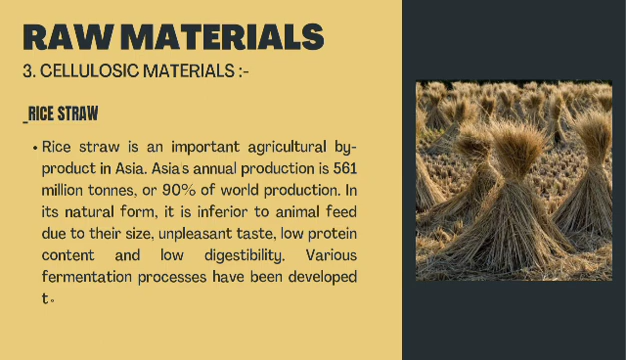 RAW MATERIALS
3. CELLULOSIC MATERIALS :-
_RICE STRAW
• Rice straw is an important agricultural by-
product in Asia. Asia's annual production is 561
million tonnes, or 90% of world production. In
its natural form, it is inferior to animal feed
due to their size, unpleasant taste, low protein
content and low digestibility. Various
fermentation processes have been developed
t.